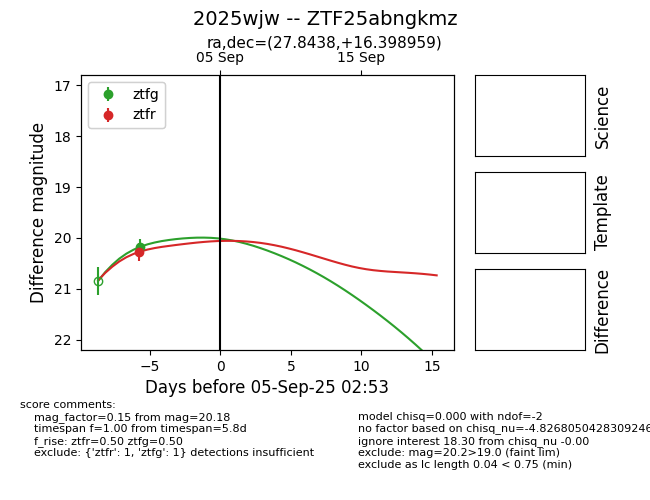 2025wjw -- ZTF25abngkmz
ra,dec=(27.8438,+16.398959)
05 Sep 15 Sep
ztfg
ztfr
17
18
19
20
21
22
Difference magnitude
−5 0 5 10 15
Days before 05-Sep-25 02:53
Science
Template
Difference
score comments:
mag_factor=0.15 from mag=20.18
timespan f=1.00 from timespan=5.8d
f_rise: ztfr=0.50 ztfg=0.50
exclude: {'ztfr': 1, 'ztfg': 1} detections insufficient
model chisq=0.000 with ndof=-2
no factor based on chisq_nu=-4.8268050428309246
ignore interest 18.30 from chisq_nu -0.00
exclude: mag=20.2>19.0 (faint lim)
exclude as lc length 0.04 < 0.75 (min)